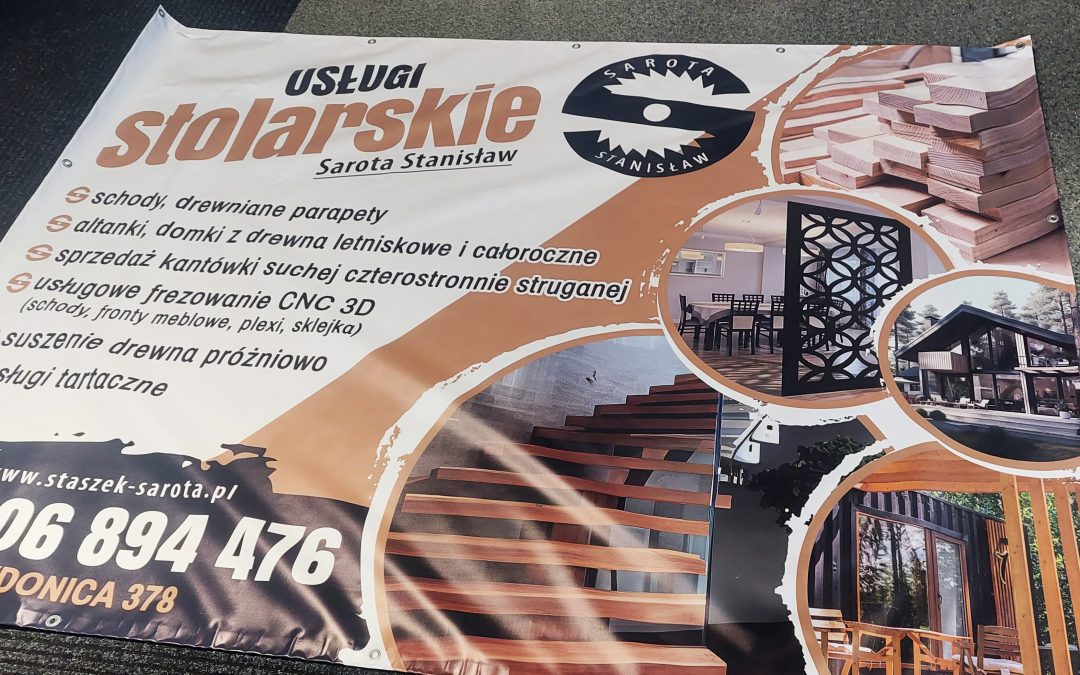 USŁUGI
stolarskie
Sarota Stanisław
SAROTA
STANISŁAW
schody, drewniane parapety
altanki, domki z drewna letniskowe i całoroczne
sprzedaż kantówki suchej czterostronnie struganej
usługowe frezowanie CNC 3D
(schody, fronty meblowe, plexi, sklejka)
suszenie drewna próżniowo
sługi tartaczne
ww.staszek-sarota.pl
06 894 476
DONICA 378